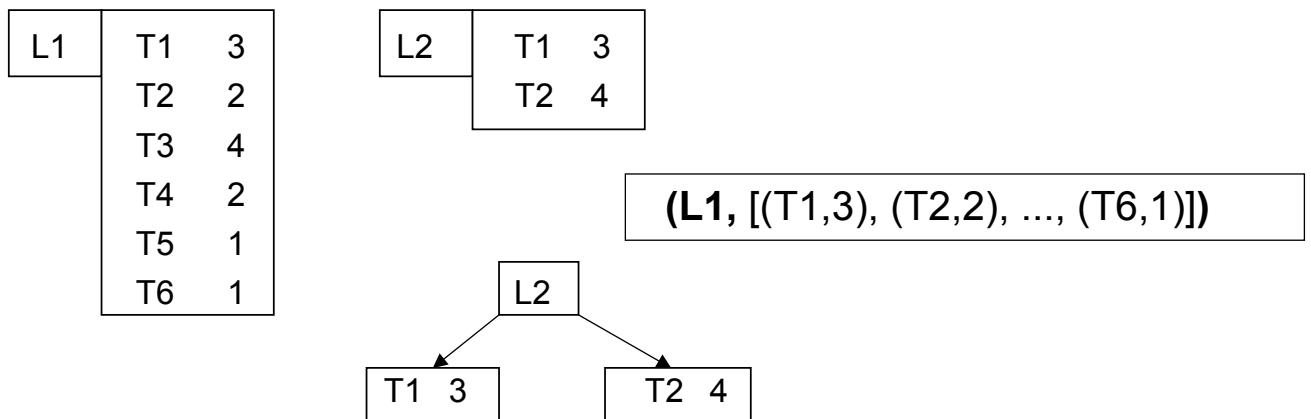 L1 T1 3
T2 2
T3 4
T4 2
T5 1
T6 1
L2 T1 3
T2 4
(L1, [(T1,3), (T2,2), ..., (T6,1)])
L2
T1 3
T2 4